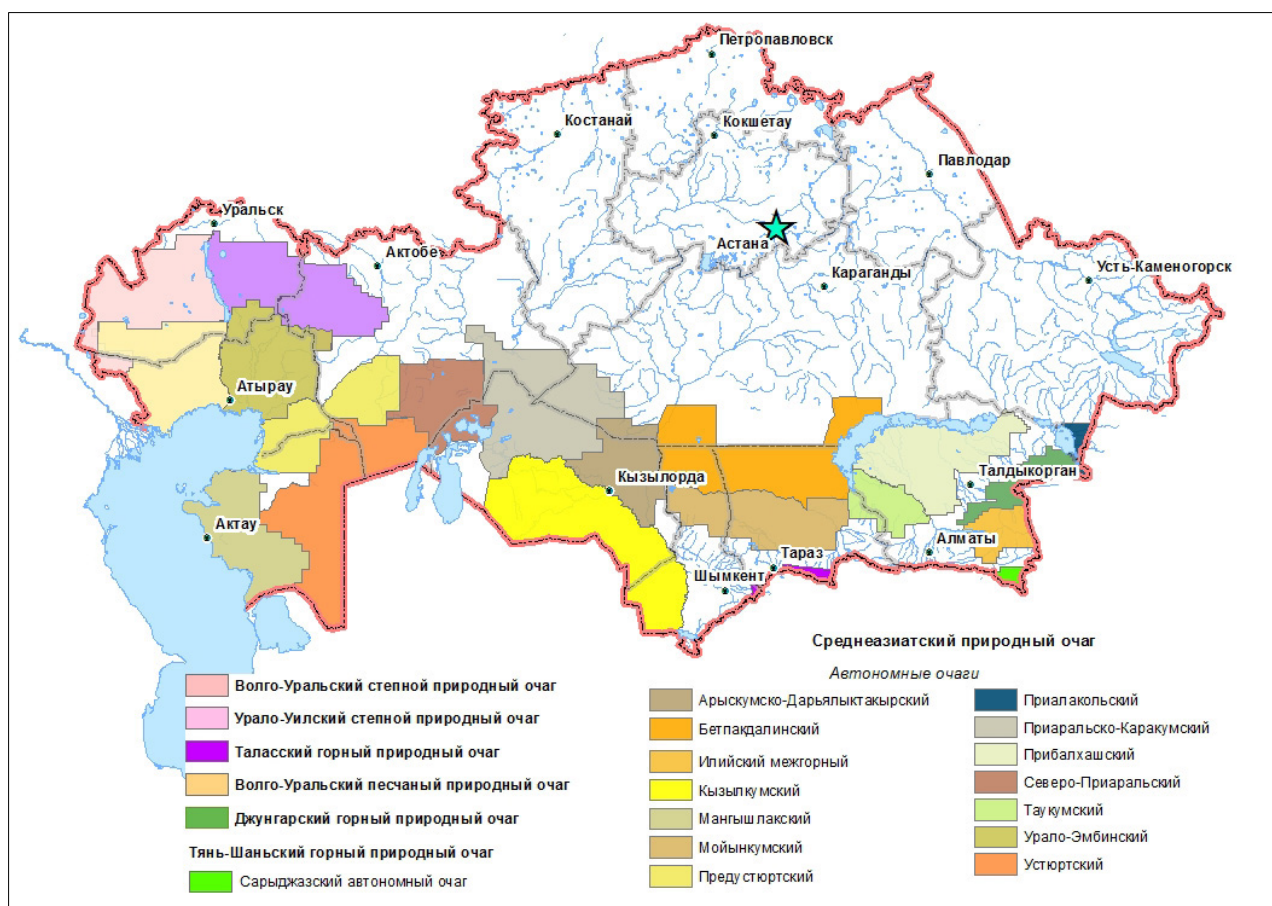 Петропавловск
Костанай
Кокшетау
Павлодар
Уральск
Астана
Актобе
Караганды
Усть-Каменогорск
Атырау
Кызылорда
Талдыкорган
Актау
Алматы
Тараз
Шымкент
Среднеазиатский природный очаг
Автономные очаги
Волго-Уральский степной природный очаг
Урало-Уилский степной природный очаг
Таласский горный природный очаг
Волго-Уральский песчаный природный очаг
Джунгарский горный природный очаг
Тянь-Шаньский горный природный очаг
Сарыджазский автономный очаг
Арыскумско-Дарьялыктакырский
Бетпакдалинский
Илийский межгорный
Кызылкумский
Мангышлакский
Мойынкумский
Предустюртский
Приалакольский
Приаральско-Каракумский
Прибалхашский
Северо-Приаральский
Таукумский
Урало-Эмбинский
Устюртский